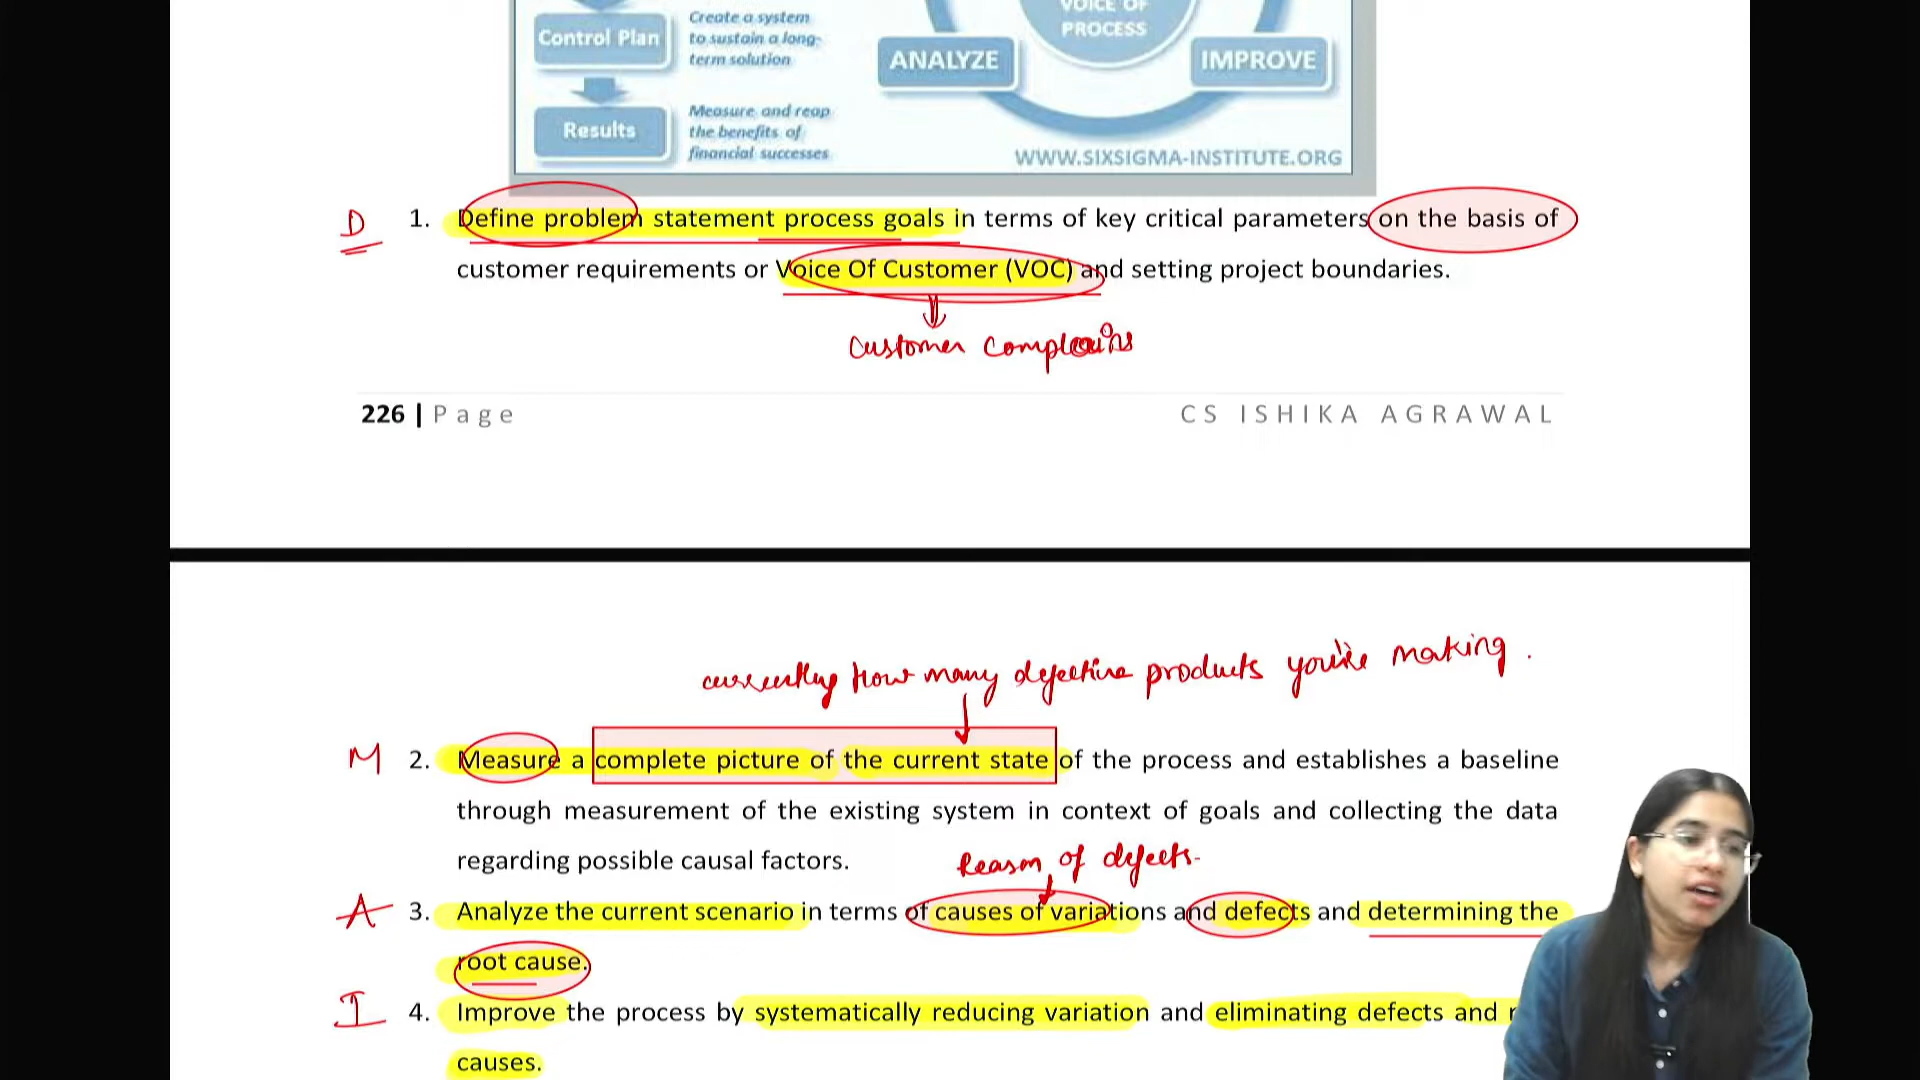 VOICE OF
PROCESS
Control Plan
Create a system
to sustain a long-
term solution
ANALYZE
IMPROVE
Results
Measure and reap
the benefits of
financial successes
WWW.SIXSIGMA-INSTITUTE.ORG
D
1. Define problem statement process goals in terms of key critical parameters on the basis of
customer requirements or Voice Of Customer (VOC) and setting project boundaries.
customer complains
226 | Page
CS ISHIKA AGRAWAL
currently how many defective products you're making.
M
2. Measure a complete picture of the current state of the process and establishes a baseline
through measurement of the existing system in context of goals and collecting the data
regarding possible causal factors.
Reason of defects.
A
3. Analyze the current scenario in terms of causes of variations and defects and determining the
root cause.
I
4. Improve the process by systematically reducing variation and eliminating defects and
causes.